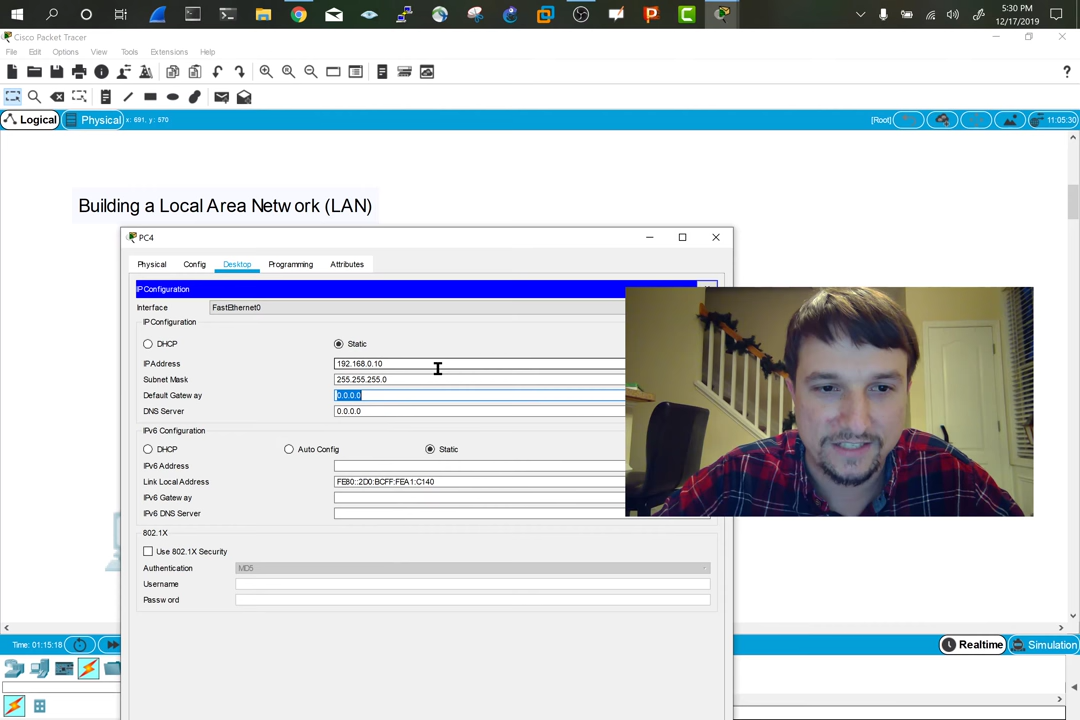 5:30 PM
12/17/2019
Cisco Packet Tracer
File Edit Options View Tools Extensions Help
?
Logical Physical x: 691, y: 570 [Root] 11:05:30
Building a Local Area Network (LAN)
PC4
Physical Config Desktop Programming Attributes
IP Configuration
Interface FastEthernet0
IP Configuration
DHCP Static
IP Address 192.168.0.10
Subnet Mask 255.255.255.0
Default Gateway 0.0.0.0
DNS Server 0.0.0.0
IPv6 Configuration
DHCP Auto Config Static
IPv6 Address
Link Local Address FE80::2D0:BCFF:FEA1:C140
IPv6 Gateway
IPv6 DNS Server
802.1X
Use 802.1X Security
Authentication MD5
Username
Password
Time: 01:15:18 Realtime Simulation